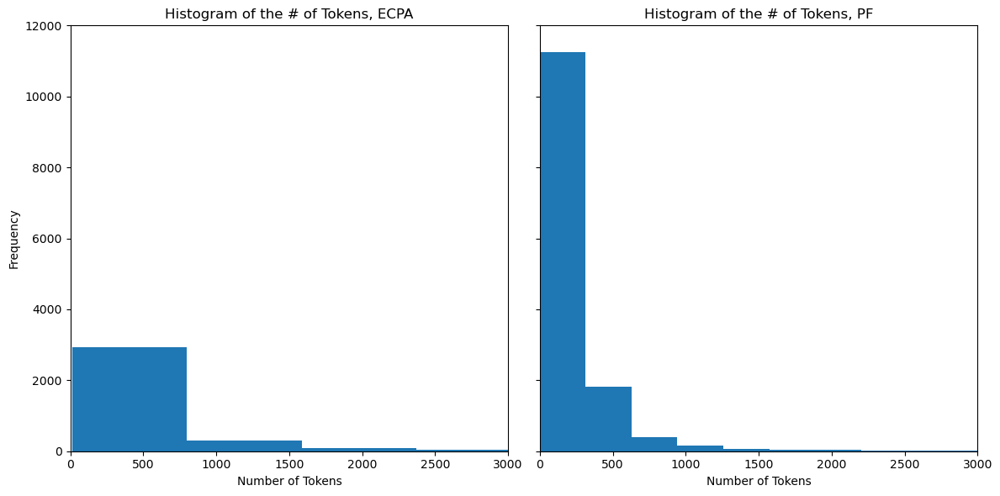 Histogram of the # of Tokens, ECPA
12000
10000
8000
6000
4000
2000
0
Frequency
0 500 1000 1500 2000 2500 3000
Number of Tokens
Histogram of the # of Tokens, PF
0 500 1000 1500 2000 2500 3000
Number of Tokens